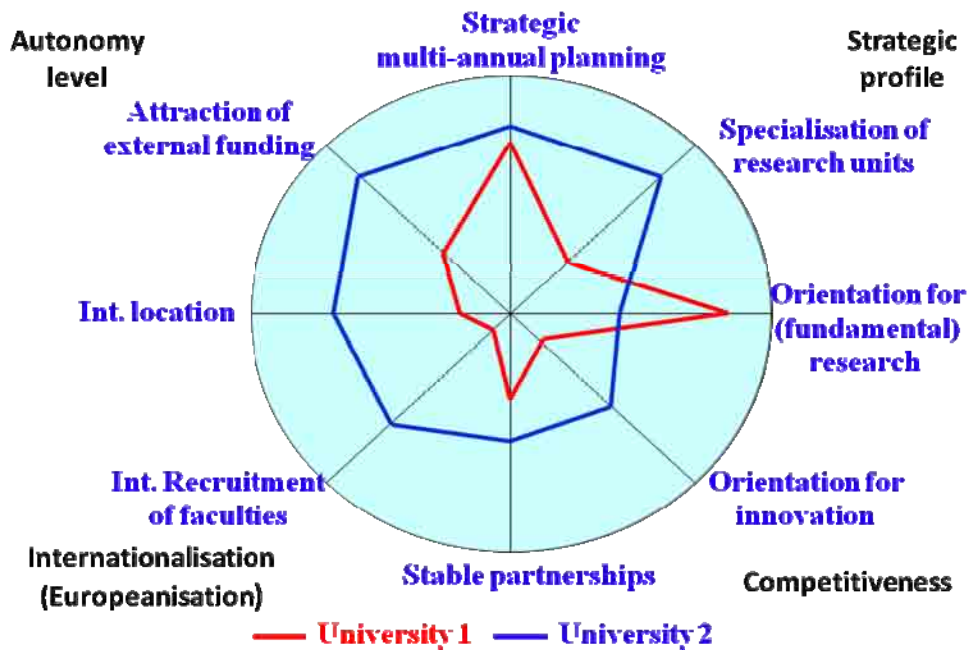 Autonomy
level
Strategic
multi-annual planning
Strategic
profile
Attraction of
external funding
Specialisation of
research units
Int. location
Orientation for
(fundamental)
research
Int. Recruitment
of faculties
Orientation for
innovation
Internationalisation
(Europeanisation)
Stable partnerships
Competitiveness
University 1
University 2